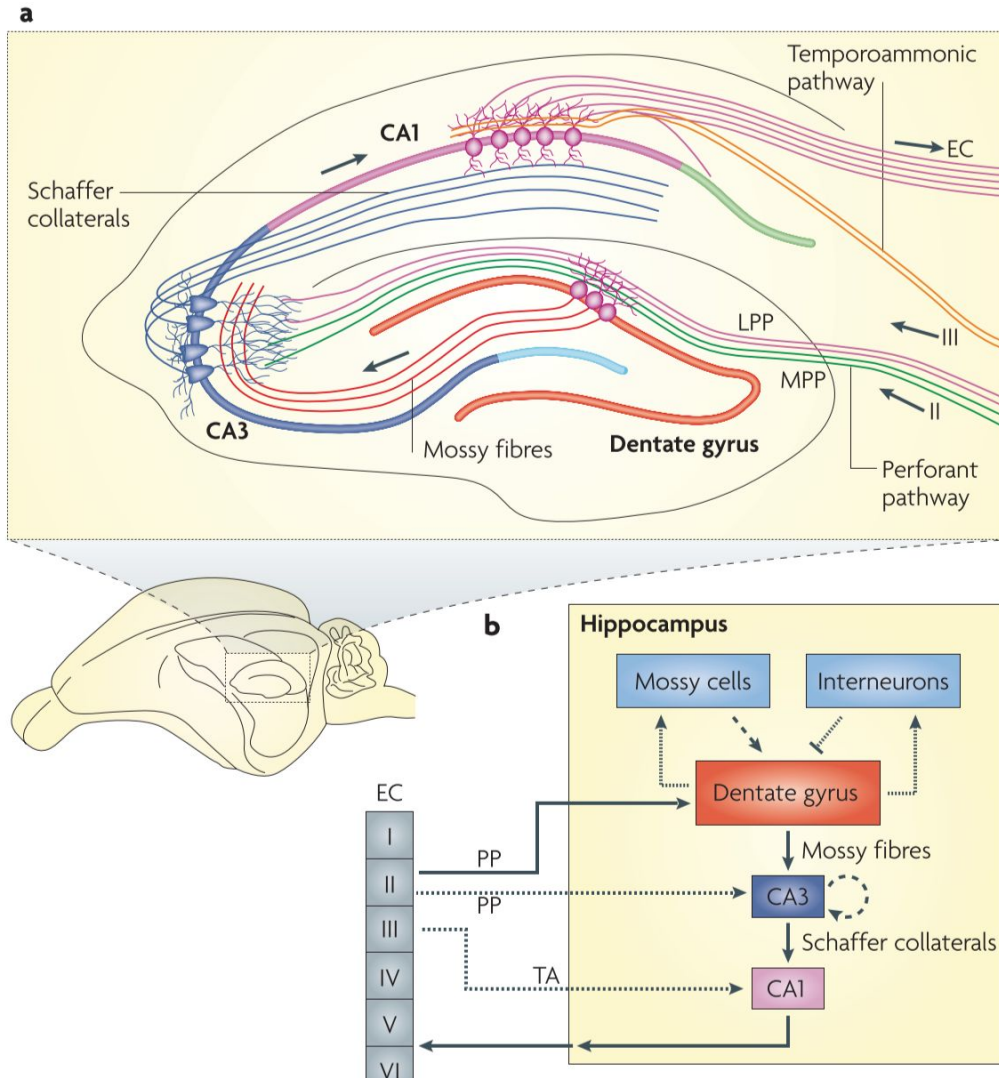 a
Temporoammonic
pathway
CA1
EC
Schaffer
collaterals
LPP
III
MPP
II
CA3
Mossy fibres
Dentate gyrus
Perforant
pathway
b
Hippocampus
Mossy cells
Interneurons
EC
Dentate gyrus
I
PP
Mossy fibres
II
CA3
PP
III
Schaffer collaterals
IV
TA
CA1
V
VI